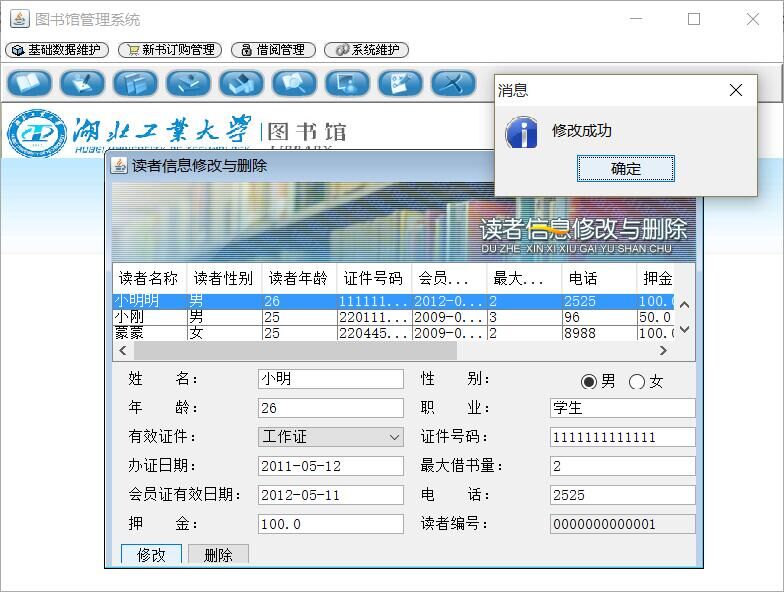 图书馆管理系统
基础数据维护 新书订购管理 借阅管理 系统维护
消息
修改成功
确定
湖北工业大学 图书馆
读者信息修改与删除
读者信息修改与删除
DU ZHE XIN XI XIU GAI YU SHAN CHU
读者名称 读者性别 读者年龄 证件号码 会员... 最大... 电话 押金
小明明 男 26 111111... 2012-0... 2 2525 100.
小刚 男 25 220111... 2009-0... 3 96 50.0
蒙蒙 女 25 220445... 2009-0... 2 8988 100.
姓 名： 小明 性 别： 男 女
年 龄： 26 职 业： 学生
有效证件： 工作证 证件号码： 1111111111111
办证日期： 2011-05-12 最大借书量： 2
会员证有效日期： 2012-05-11 电 话： 2525
押 金： 100.0 读者编号： 0000000000001
修改 删除